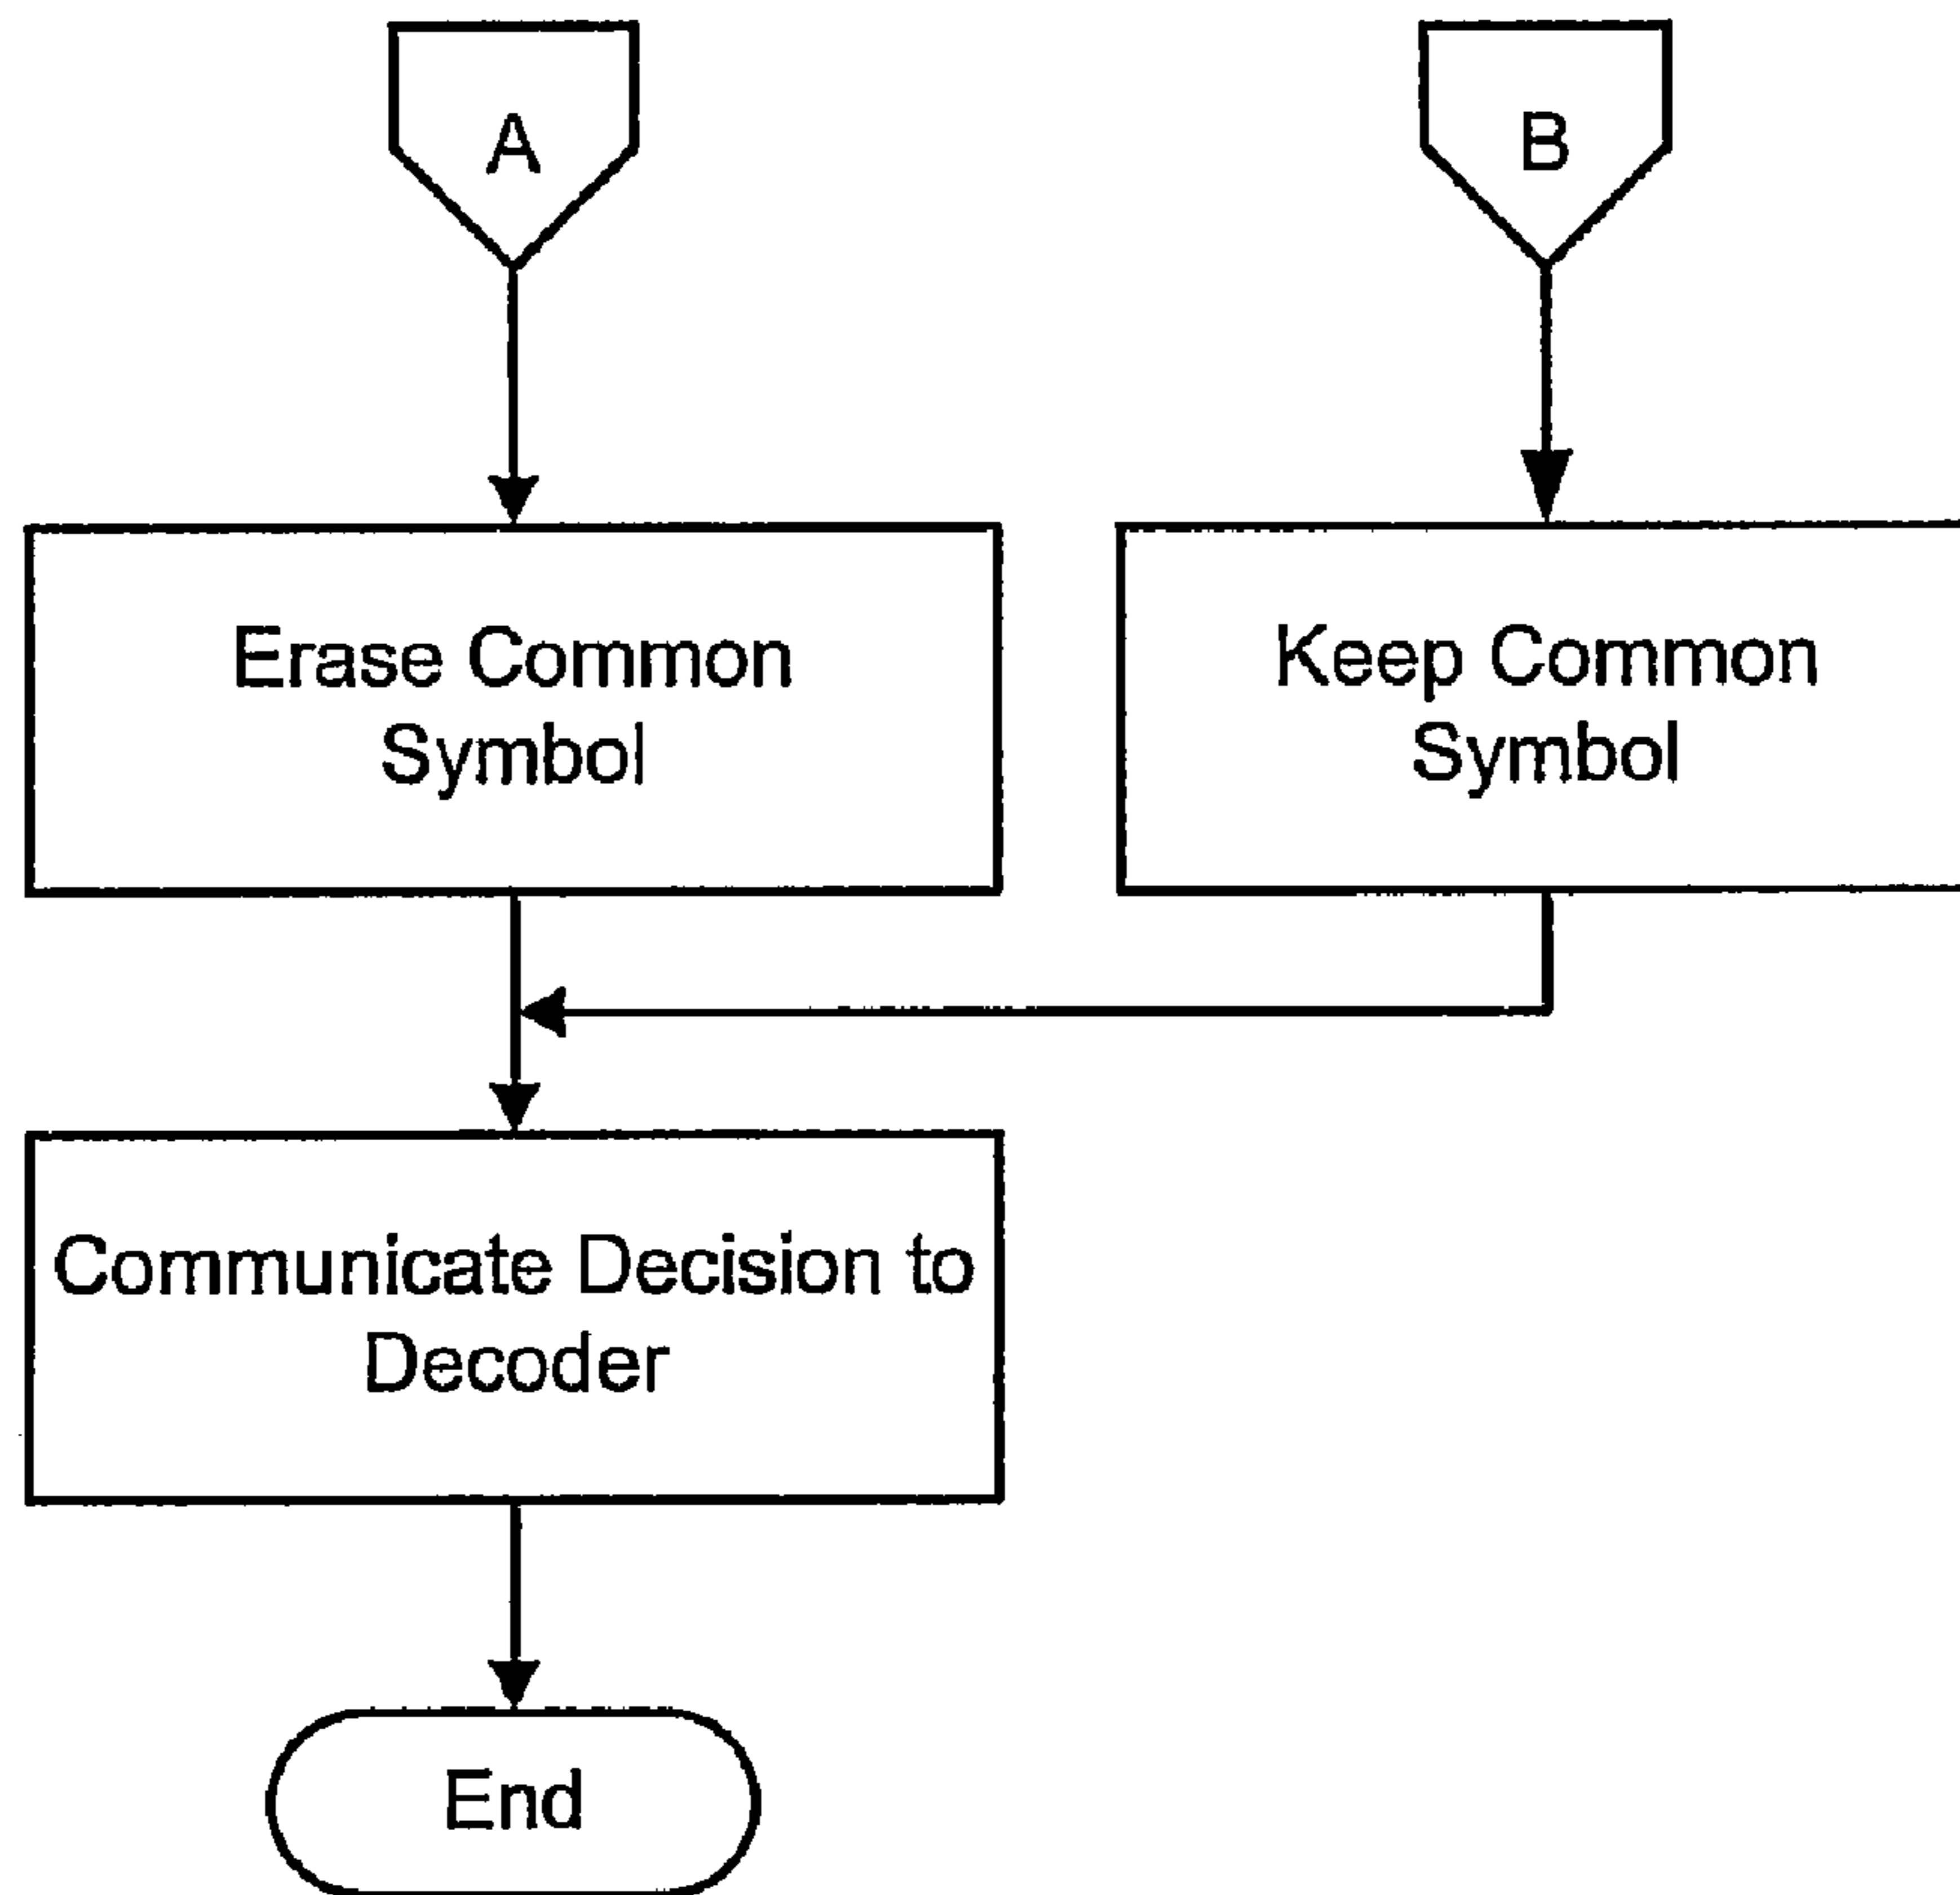 A
B
Erase Common
Symbol
Keep Common
Symbol
Communicate Decision to
Decoder
End